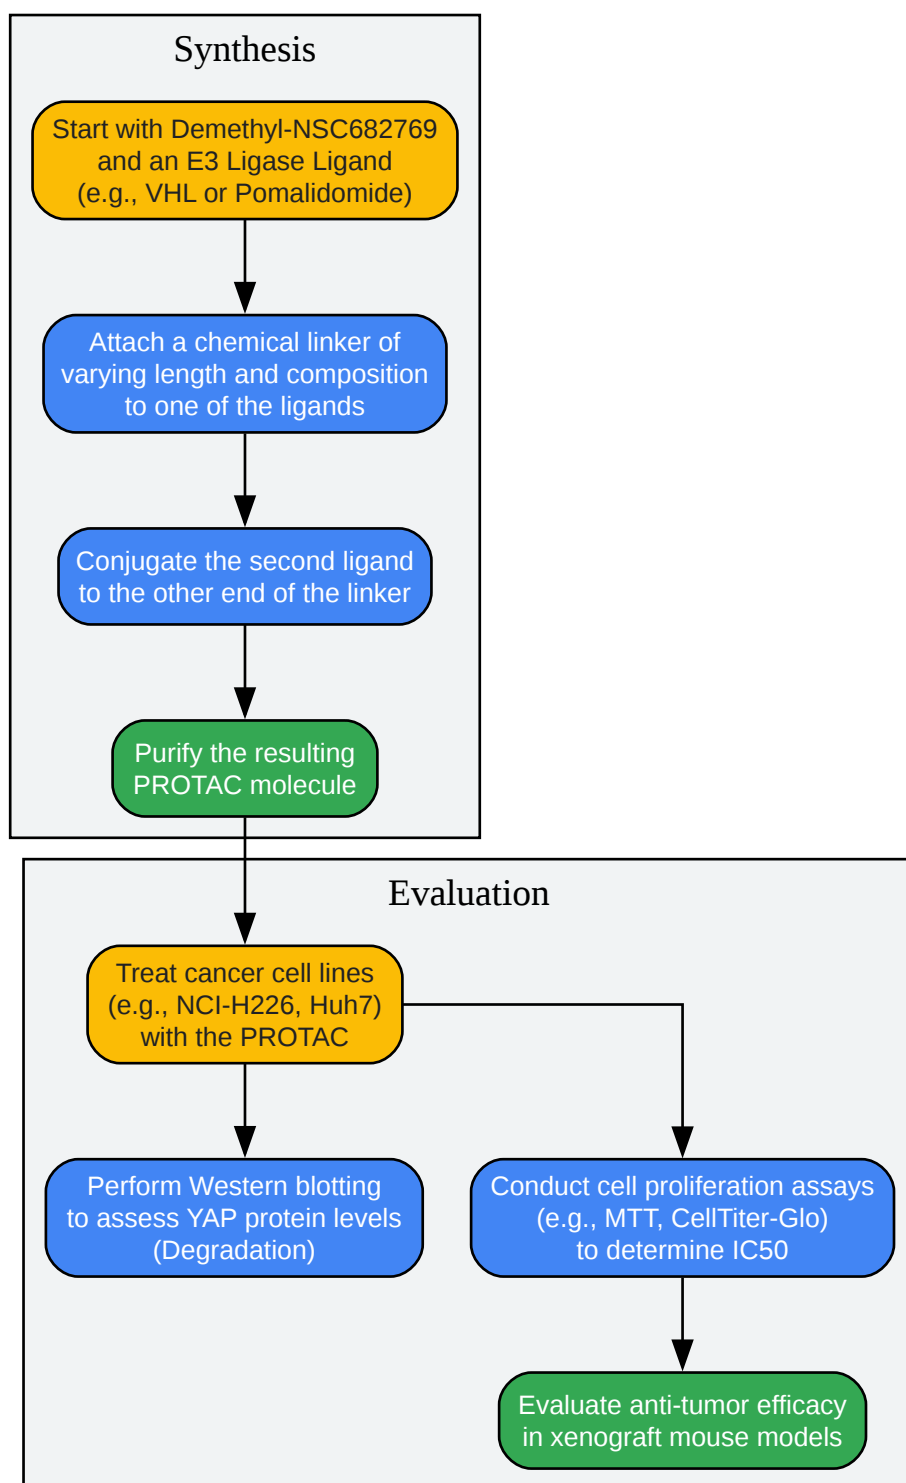 Synthesis
Start with Demethyl-NSC682769
and an E3 Ligase Ligand
(e.g., VHL or Pomalidomide)
Attach a chemical linker of
varying length and composition
to one of the ligands
Conjugate the second ligand
to the other end of the linker
Purify the resulting
PROTAC molecule
Evaluation
Treat cancer cell lines
(e.g., NCI-H226, Huh7)
with the PROTAC
Perform Western blotting
to assess YAP protein levels
(Degradation)
Conduct cell proliferation assays
(e.g., MTT, CellTiter-Glo)
to determine IC50
Evaluate anti-tumor efficacy
in xenograft mouse models